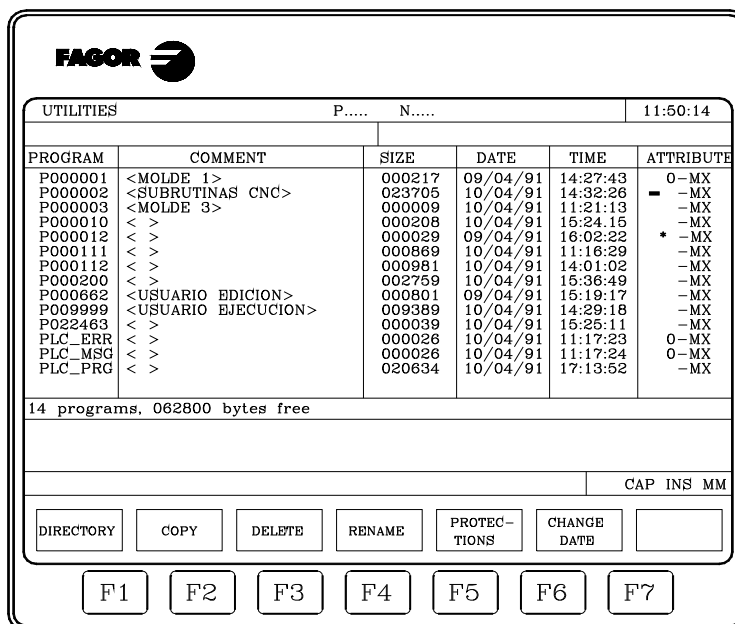 FAGOR
UTILITIES P..... N..... 11:50:14
PROGRAM COMMENT SIZE DATE TIME ATTRIBUTE
P000001 <MOLDE 1> 000217 09/04/91 14:27:43 O-MX
P000002 <SUBRUTINAS CNC> 023705 10/04/91 14:32:26 -MX
P000003 <MOLDE 3> 000009 10/04/91 11:21:13 -MX
P000010 < > 000208 10/04/91 15:24.15 -MX
P000012 < > 000029 09/04/91 16:02:22 * -MX
P000111 < > 000869 10/04/91 11:16:29 -MX
P000112 < > 000981 10/04/91 14:01:02 -MX
P000200 < > 002759 10/04/91 15:36:49 -MX
P000662 <USUARIO EDICION> 000801 09/04/91 15:19:17 -MX
P009999 <USUARIO EJECUCION> 009389 10/04/91 14:29:18 -MX
P022463 < > 000039 10/04/91 15:25:11 -MX
PLC_ERR < > 000026 10/04/91 11:17:23 O-MX
PLC_MSG < > 000026 10/04/91 11:17:24 O-MX
PLC_PRG < > 020634 10/04/91 17:13:52 -MX
14 programs, 062800 bytes free
CAP INS MM
DIRECTORY COPY DELETE RENAME PROTEC-TIONS CHANGE DATE
F1 F2 F3 F4 F5 F6 F7